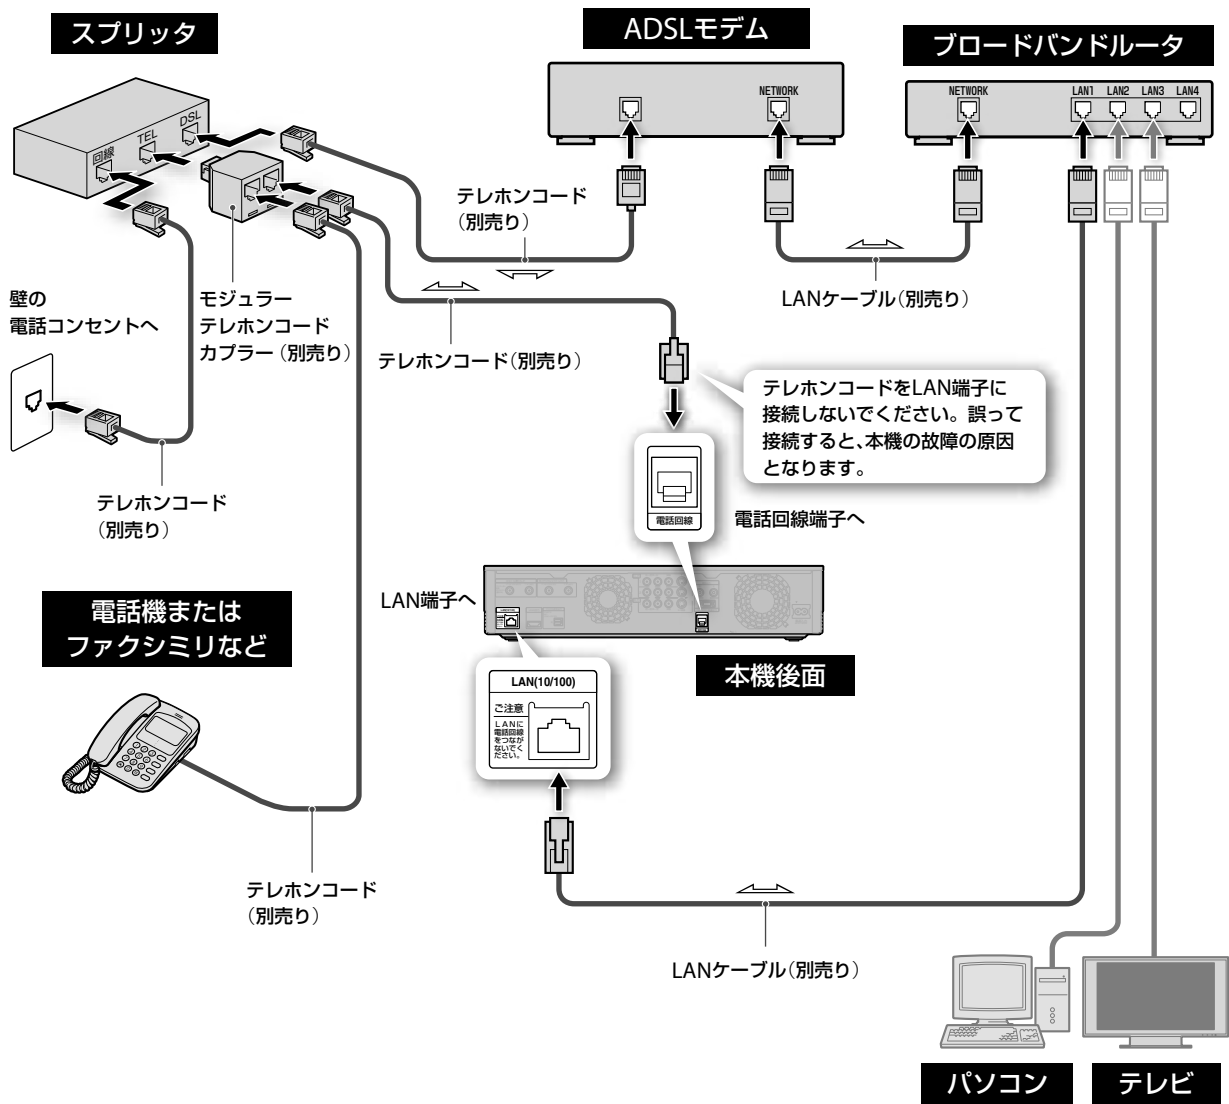 スプリッタ
ADSLモデム
ブロードバンドルータ
回線
TEL
DSL
NETWORK
NETWORK
LAN1
LAN2
LAN3
LAN4
テレホンコード
(別売り)
LANケーブル(別売り)
壁の
電話コンセントへ
モジュラー
テレホンコード
カプラー(別売り)
テレホンコード(別売り)
テレホンコードをLAN端子に
接続しないでください。誤って
接続すると、本機の故障の原因
となります。
テレホンコード
(別売り)
電話回線
電話回線端子へ
電話機または
ファクシミリなど
LAN端子へ
本機後面
LAN(10/100)
ご注意
LANに
電話回線
をつなが
ないでく
ださい。
テレホンコード
(別売り)
LANケーブル(別売り)
パソコン
テレビ